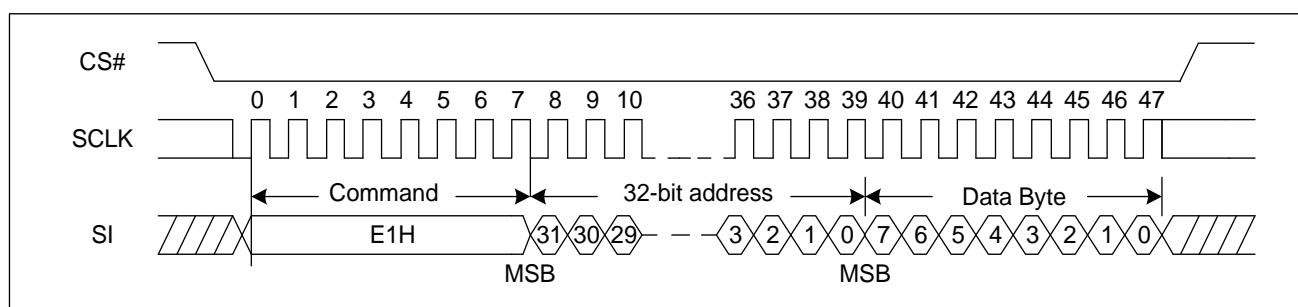 CS#
0 1 2 3 4 5 6 7 8 9 10 36 37 38 39 40 41 42 43 44 45 46 47
SCLK
Command 32-bit address Data Byte
SI E1H 31 30 29 3 2 1 0 7 6 5 4 3 2 1 0
MSB MSB